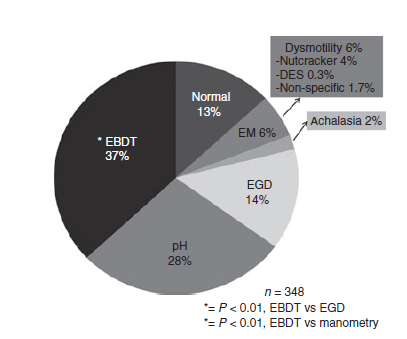 Dysmotility 6%
-Nutcracker 4%
-DES 0.3%
-Non-specific 1.7%
Normal
13%
Achalasia 2%
EM 6%
* EBDT
37%
EGD
14%
pH
28%
n = 348
*= P < 0.01, EBDT vs EGD
*= P < 0.01, EBDT vs manometry